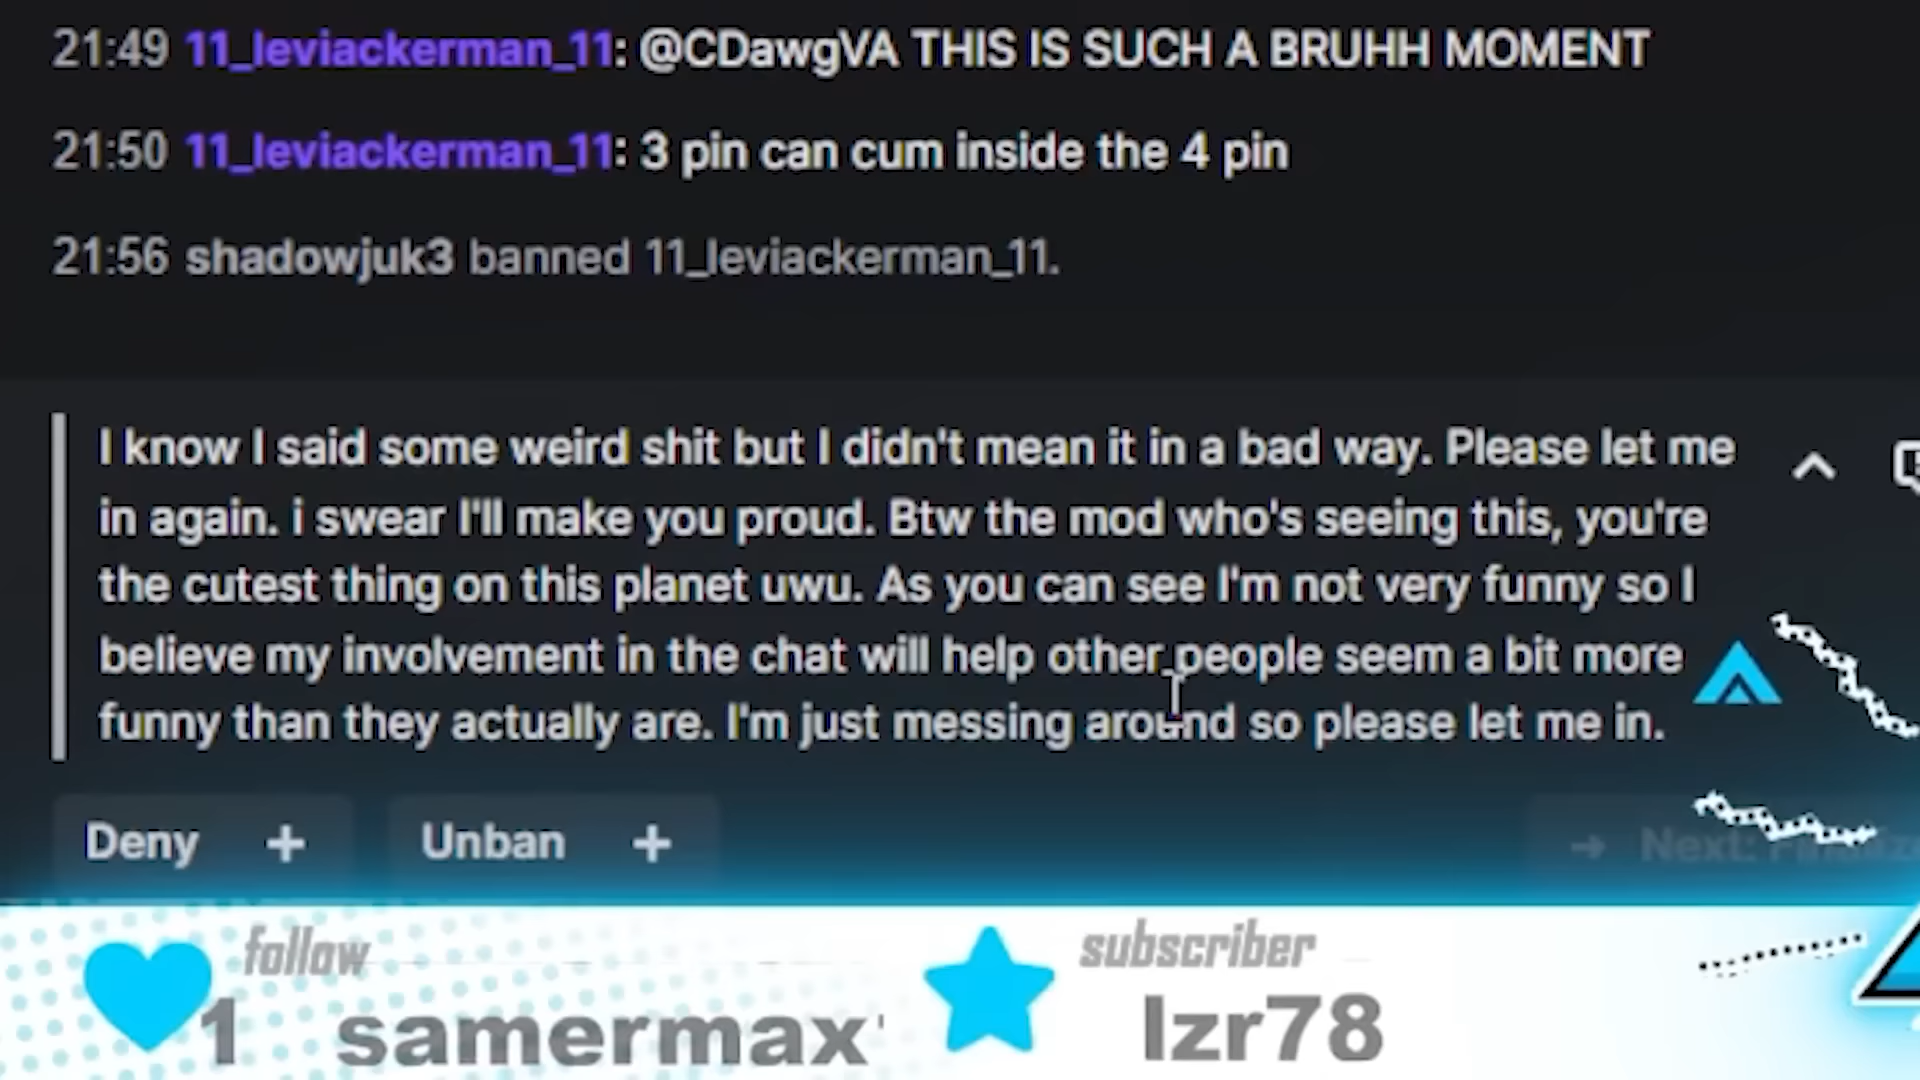 21:49 11_leviackerman_11: @CDawgVA THIS IS SUCH A BRUHH MOMENT
21:50 11_leviackerman_11: 3 pin can cum inside the 4 pin
21:56 shadowjuk3 banned 11_leviackerman_11.
I know I said some weird shit but I didn't mean it in a bad way. Please let me
in again. i swear I'll make you proud. Btw the mod who's seeing this, you're
the cutest thing on this planet uwu. As you can see I'm not very funny so I
believe my involvement in the chat will help other people seem a bit more
funny than they actually are. I'm just messing around so please let me in.
Deny + Unban + → Next:
follow subscriber
1 samermax lzr78